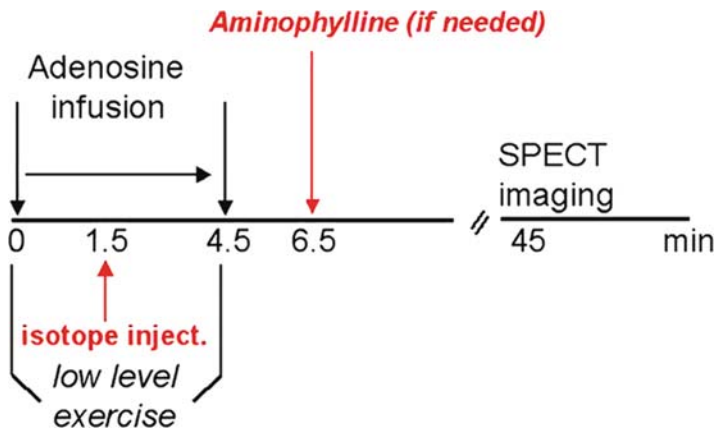 Aminophylline (if needed)
Adenosine
infusion
SPECT
imaging
0 1.5 4.5 6.5 45 min
isotope inject.
low level
exercise